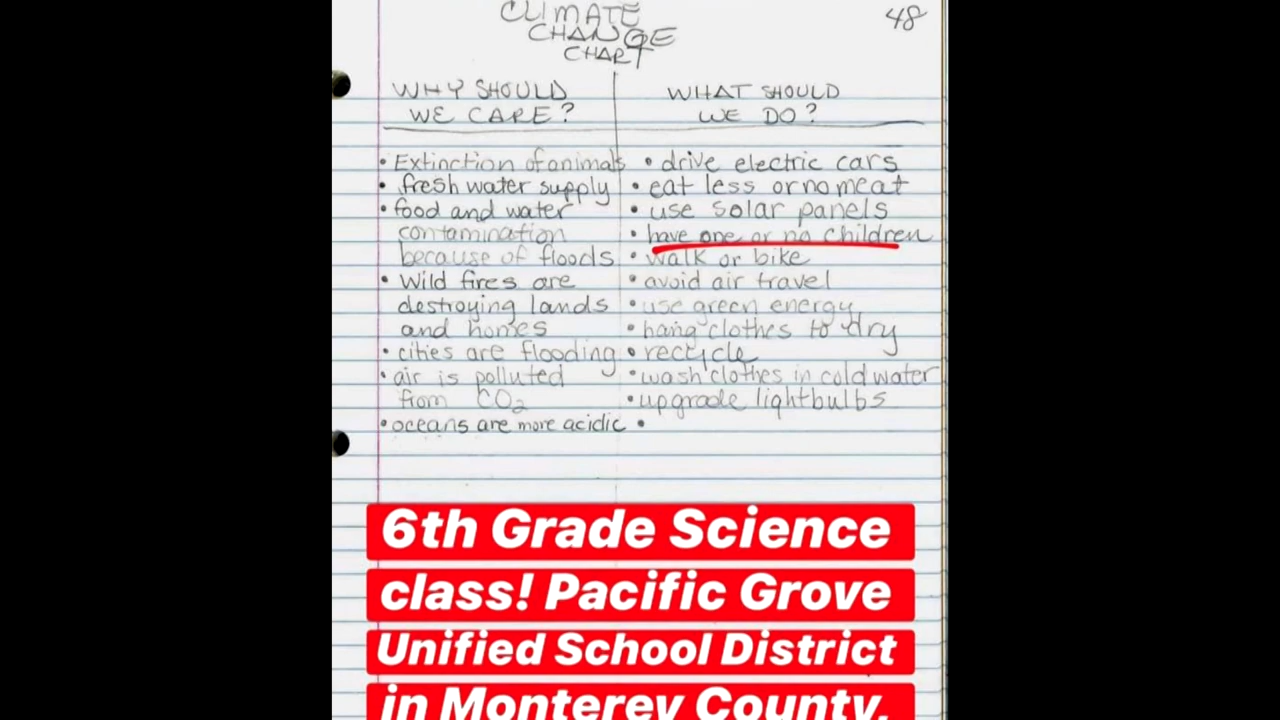 CLIMATE
CHANGE
CHART
48
WHY SHOULD
WE CARE?
• Extinction of animals
• fresh water supply
• food and water
contamination
because of floods
• Wild fires are
destroying lands
and homes
• cities are flooding
• air is polluted
from CO2
• oceans are more acidic
WHAT SHOULD
WE DO?
• drive electric cars
• eat less or no meat
• use solar panels
• have one or no children
• walk or bike
• avoid air travel
• use green energy
• hang clothes to dry
• recycle
• wash clothes in cold water
• upgrade lightbulbs
•
6th Grade Science
class! Pacific Grove
Unified School District
in Monterey County,